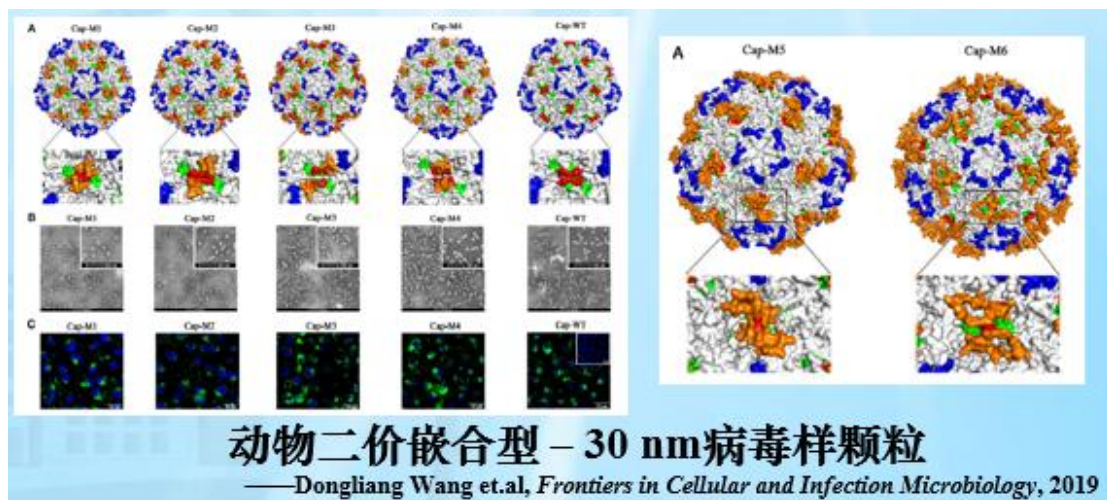 A
Cap-M1 Cap-M2 Cap-M3 Cap-M4 Cap-WT
B
Cap-M1 Cap-M2 Cap-M3 Cap-M4 Cap-WT
C
Cap-M1 Cap-M2 Cap-M3 Cap-M4 Cap-WT
A
Cap-M5 Cap-M6
动物二价嵌合型 – 30 nm病毒样颗粒
——Dongliang Wang et.al, Frontiers in Cellular and Infection Microbiology, 2019